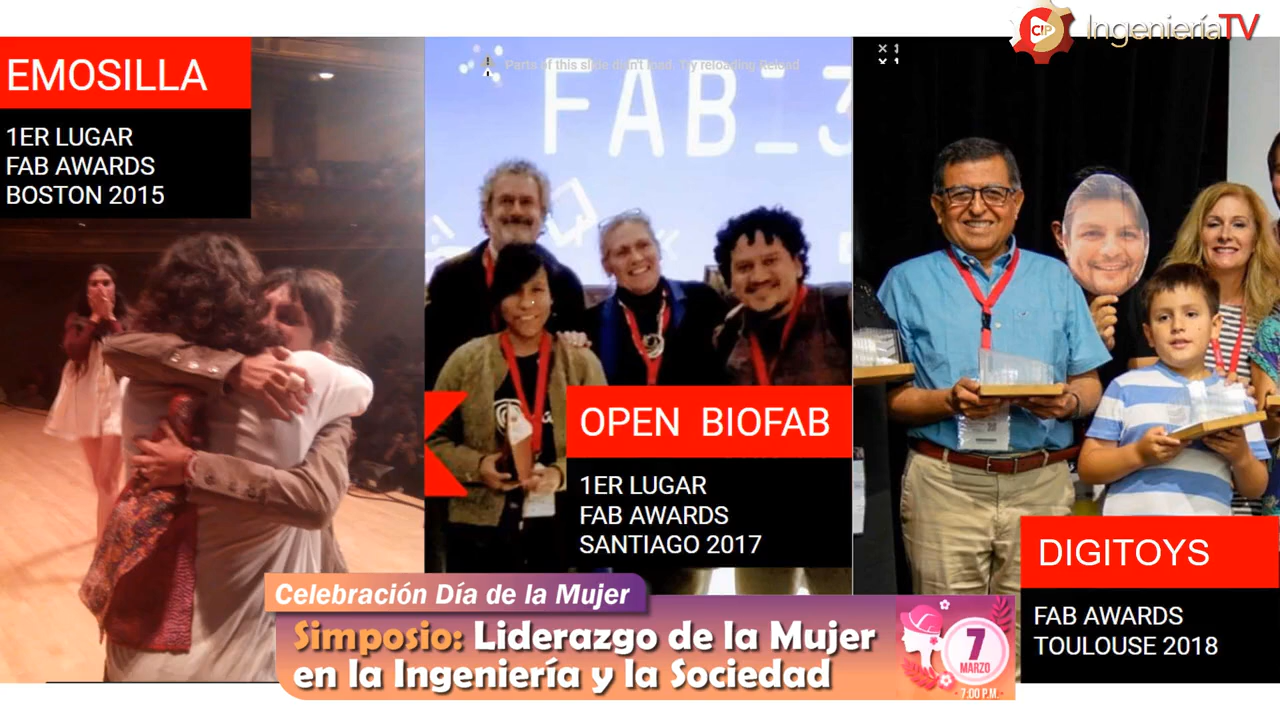 CIP IngenieríaTV
EMOSILLA
1ER LUGAR
FAB AWARDS
BOSTON 2015
Parts of this slide didn't load. Try reloading Reload
FAB_3
OPEN BIOFAB
1ER LUGAR
FAB AWARDS
SANTIAGO 2017
DIGITOYS
FAB AWARDS
TOULOUSE 2018
Celebración Día de la Mujer
Simposio: Liderazgo de la Mujer
en la Ingeniería y la Sociedad
7
MARZO
7:00 P.M.